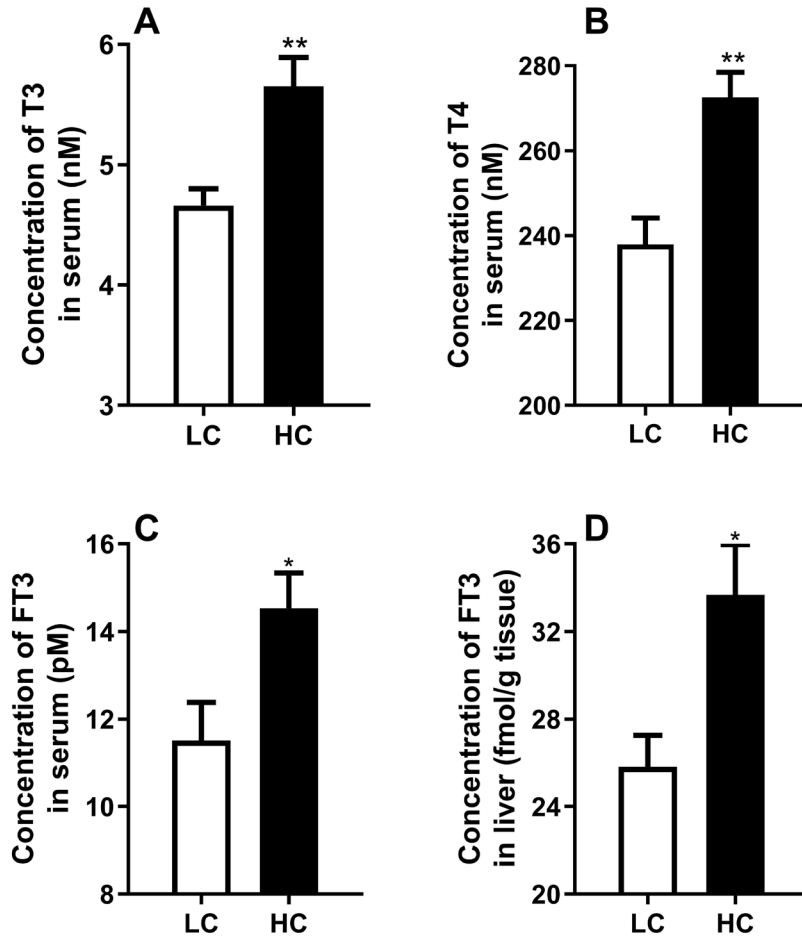 A
Concentration of T3
in serum (nM)
6
5
4
3
**
LC
HC
B
Concentration of T4
in serum (nM)
280
260
240
220
200
**
LC
HC
C
Concentration of FT3
in serum (pM)
16
14
12
10
8
*
LC
HC
D
Concentration of FT3
in liver (fmol/g tissue)
36
32
28
24
20
*
LC
HC